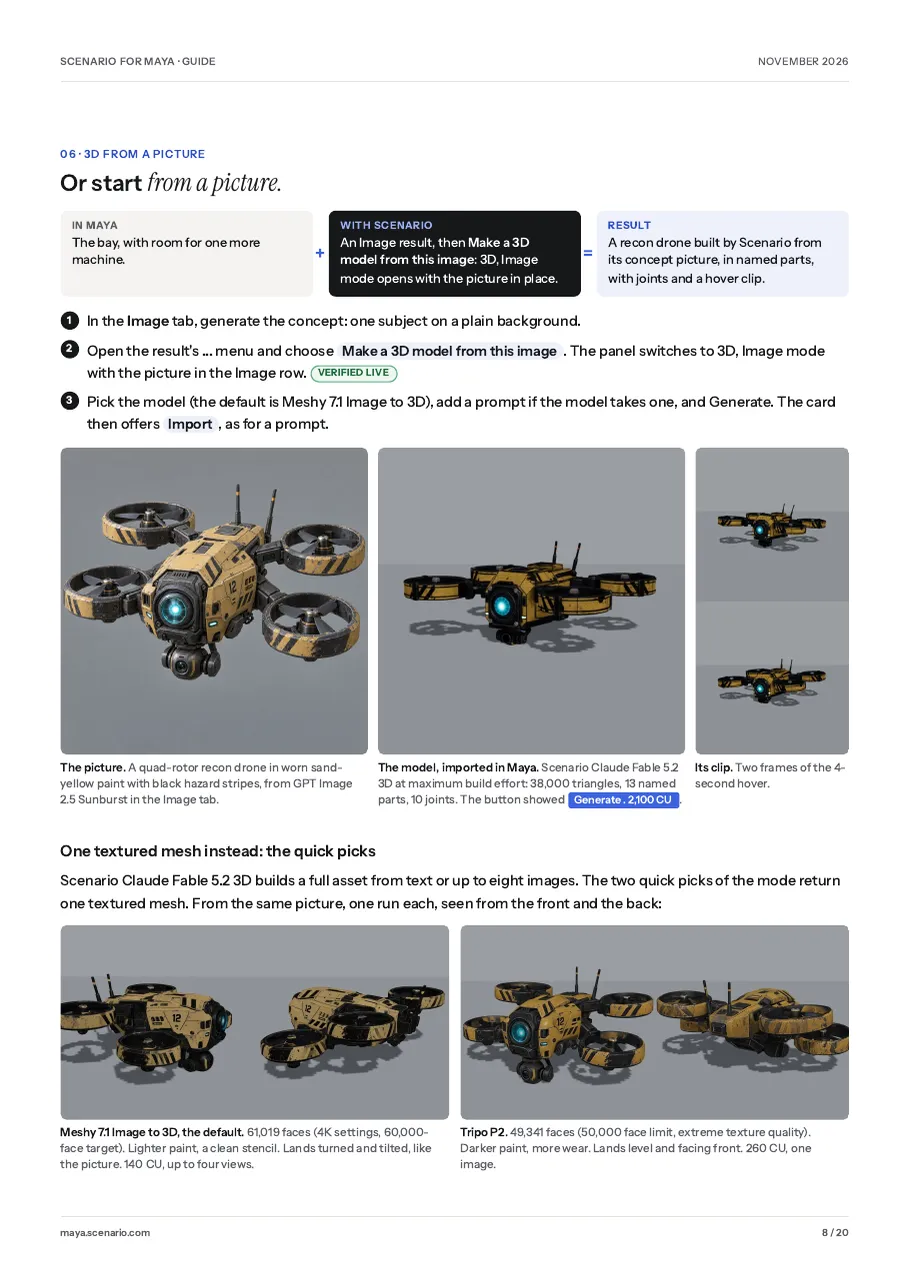 SCENARIO FOR MAYA · GUIDE
NOVEMBER 2026
06 · 3D FROM A PICTURE
Or start from a picture.
IN MAYA
The bay, with room for one more
machine.
+
WITH SCENARIO
An Image result, then Make a 3D
model from this image: 3D, Image
mode opens with the picture in place.
=
RESULT
A recon drone built by Scenario from
its concept picture, in named parts,
with joints and a hover clip.
1 In the Image tab, generate the concept: one subject on a plain background.
2 Open the result's ... menu and choose Make a 3D model from this image . The panel switches to 3D, Image mode
with the picture in the Image row. VERIFIED LIVE
3 Pick the model (the default is Meshy 7.1 Image to 3D), add a prompt if the model takes one, and Generate. The card
then offers Import , as for a prompt.
12
The picture. A quad-rotor recon drone in worn sand-
yellow paint with black hazard stripes, from GPT Image
2.5 Sunburst in the Image tab.
The model, imported in Maya. Scenario Claude Fable 5.2
3D at maximum build effort: 38,000 triangles, 13 named
parts, 10 joints. The button showed Generate . 2,100 CU .
Its clip. Two frames of the 4-
second hover.
One textured mesh instead: the quick picks
Scenario Claude Fable 5.2 3D builds a full asset from text or up to eight images. The two quick picks of the mode return
one textured mesh. From the same picture, one run each, seen from the front and the back:
12
12
12
Meshy 7.1 Image to 3D, the default. 61,019 faces (4K settings, 60,000-
face target). Lighter paint, a clean stencil. Lands turned and tilted, like
the picture. 140 CU, up to four views.
Tripo P2. 49,341 faces (50,000 face limit, extreme texture quality).
Darker paint, more wear. Lands level and facing front. 260 CU, one
image.
maya.scenario.com
8 / 20